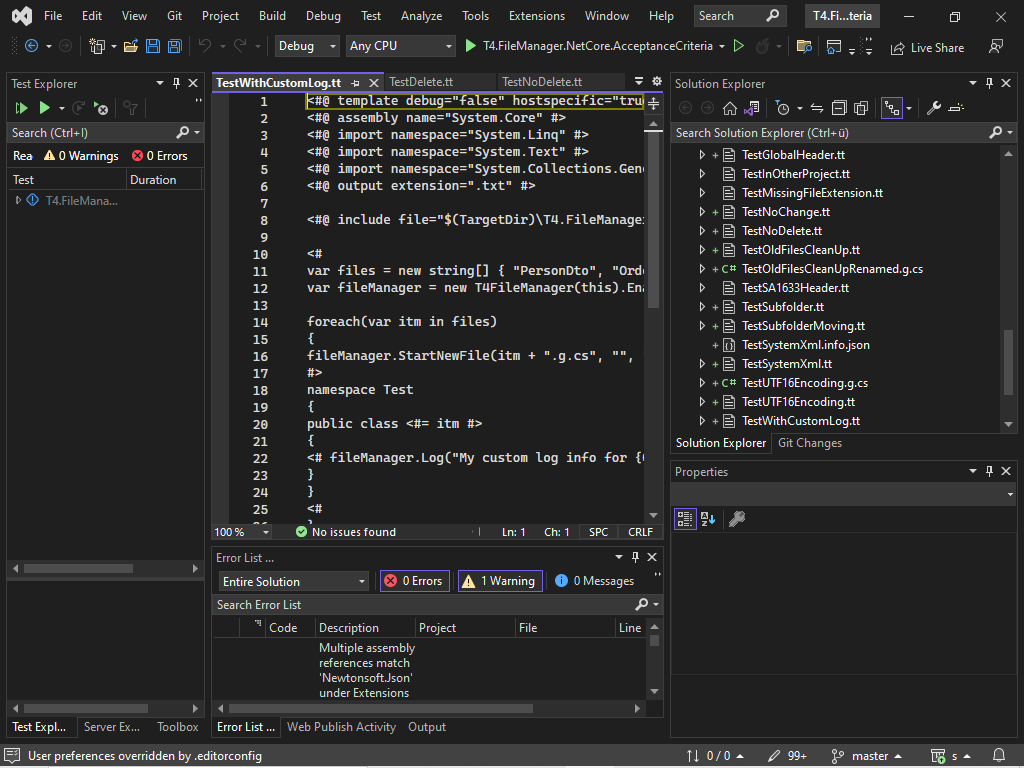 File Edit View Git Project Build Debug Test Analyze Tools Extensions Window Help Search T4.Fi...teria
Debug Any CPU T4.FileManager.NetCore.AcceptanceCriteria Live Share
Test Explorer
Search (Ctrl+I)
Rea 0 Warnings 0 Errors
Test Duration
T4.FileMana...
Test Expl... Server Ex... Toolbox
TestWithCustomLog.tt TestDelete.tt TestNoDelete.tt
1 <#@ template debug="false" hostspecific="tru
2 <#@ assembly name="System.Core" #>
3 <#@ import namespace="System.Linq" #>
4 <#@ import namespace="System.Text" #>
5 <#@ import namespace="System.Collections.Gene
6 <#@ output extension=".txt" #>
7
8 <#@ include file="$(TargetDir)\T4.FileManager
9
10 <#
11 var files = new string[] { "PersonDto", "Orde
12 var fileManager = new T4FileManager(this).Ena
13
14 foreach(var itm in files)
15 {
16 fileManager.StartNewFile(itm + ".g.cs", "",
17 #>
18 namespace Test
19 {
20 public class <#= itm #>
21 {
22 <# fileManager.Log("My custom log info for {
23 }
24 }
25 <#
100 % No issues found Ln: 1 Ch: 1 SPC CRLF
Error List ...
Entire Solution 0 Errors 1 Warning 0 Messages
Search Error List
Code Description Project File Line
Multiple assembly
references match
'Newtonsoft.Json'
under Extensions
Error List ... Web Publish Activity Output
Solution Explorer
Search Solution Explorer (Ctrl+ü)
TestGlobalHeader.tt
TestInOtherProject.tt
TestMissingFileExtension.tt
TestNoChange.tt
TestNoDelete.tt
TestOldFilesCleanUp.tt
C# TestOldFilesCleanUpRenamed.g.cs
TestSA1633Header.tt
TestSubfolder.tt
TestSubfolderMoving.tt
TestSystemXml.info.json
TestSystemXml.tt
C# TestUTF16Encoding.g.cs
TestUTF16Encoding.tt
TestWithCustomLog.tt
Solution Explorer Git Changes
Properties
User preferences overridden by .editorconfig 0 / 0 99+ master s